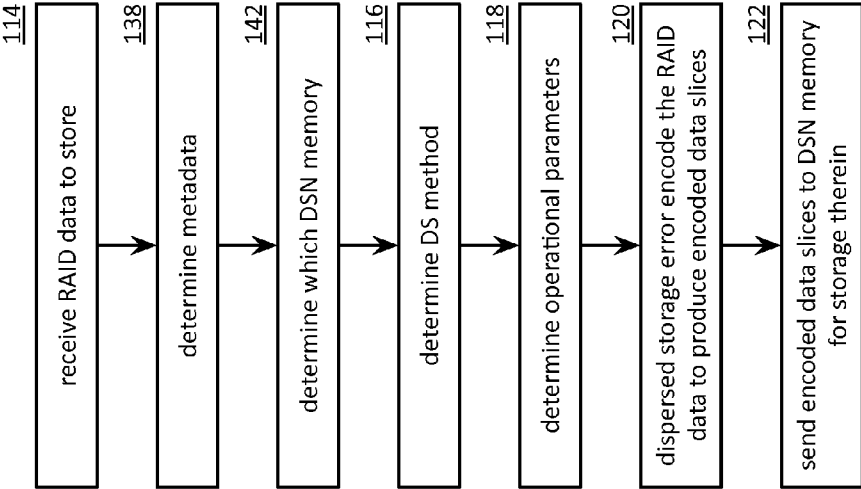 114
receive RAID data to store
138
determine metadata
142
determine which DSN memory
116
determine DS method
118
determine operational parameters
120
dispersed storage error encode the RAID
data to produce encoded data slices
122
send encoded data slices to DSN memory
for storage therein